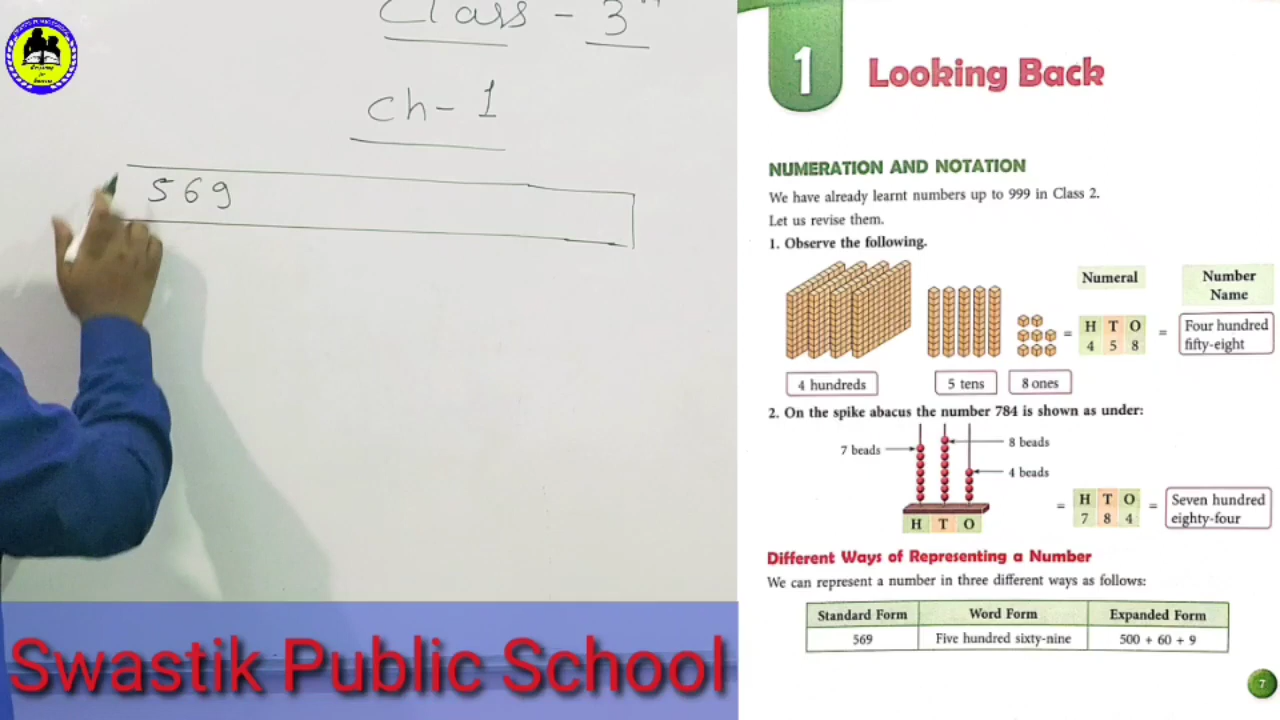 Class - 3rd
ch - 1
569
Swastik Public School
1
Looking Back
NUMERATION AND NOTATION
We have already learnt numbers up to 999 in Class 2.
Let us revise them.
1. Observe the following.
Numeral
Number
Name
= H T O = Four hundred
4 5 8 fifty-eight
4 hundreds 5 tens 8 ones
2. On the spike abacus the number 784 is shown as under:
7 beads
8 beads
4 beads
H T O
= H T O = Seven hundred
7 8 4 eighty-four
Different Ways of Representing a Number
We can represent a number in three different ways as follows:
Standard Form Word Form Expanded Form
569 Five hundred sixty-nine 500 + 60 + 9
7